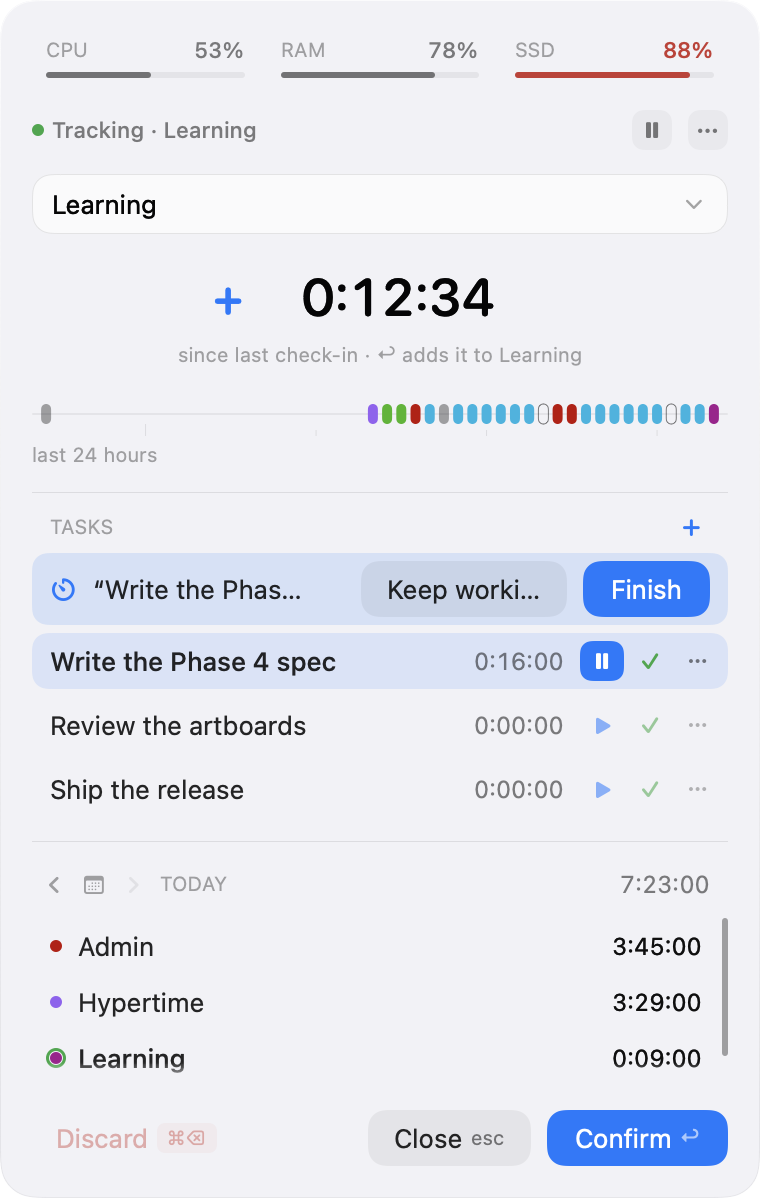 CPU 53% RAM 78% SSD 88%
Tracking · Learning
Learning
+ 0:12:34
since last check-in · ↩ adds it to Learning
last 24 hours
TASKS +
“Write the Phas... Keep worki... Finish
Write the Phase 4 spec 0:16:00
Review the artboards 0:00:00
Ship the release 0:00:00
TODAY 7:23:00
Admin 3:45:00
Hypertime 3:29:00
Learning 0:09:00
Discard ⌘⌫ Close esc Confirm ↩